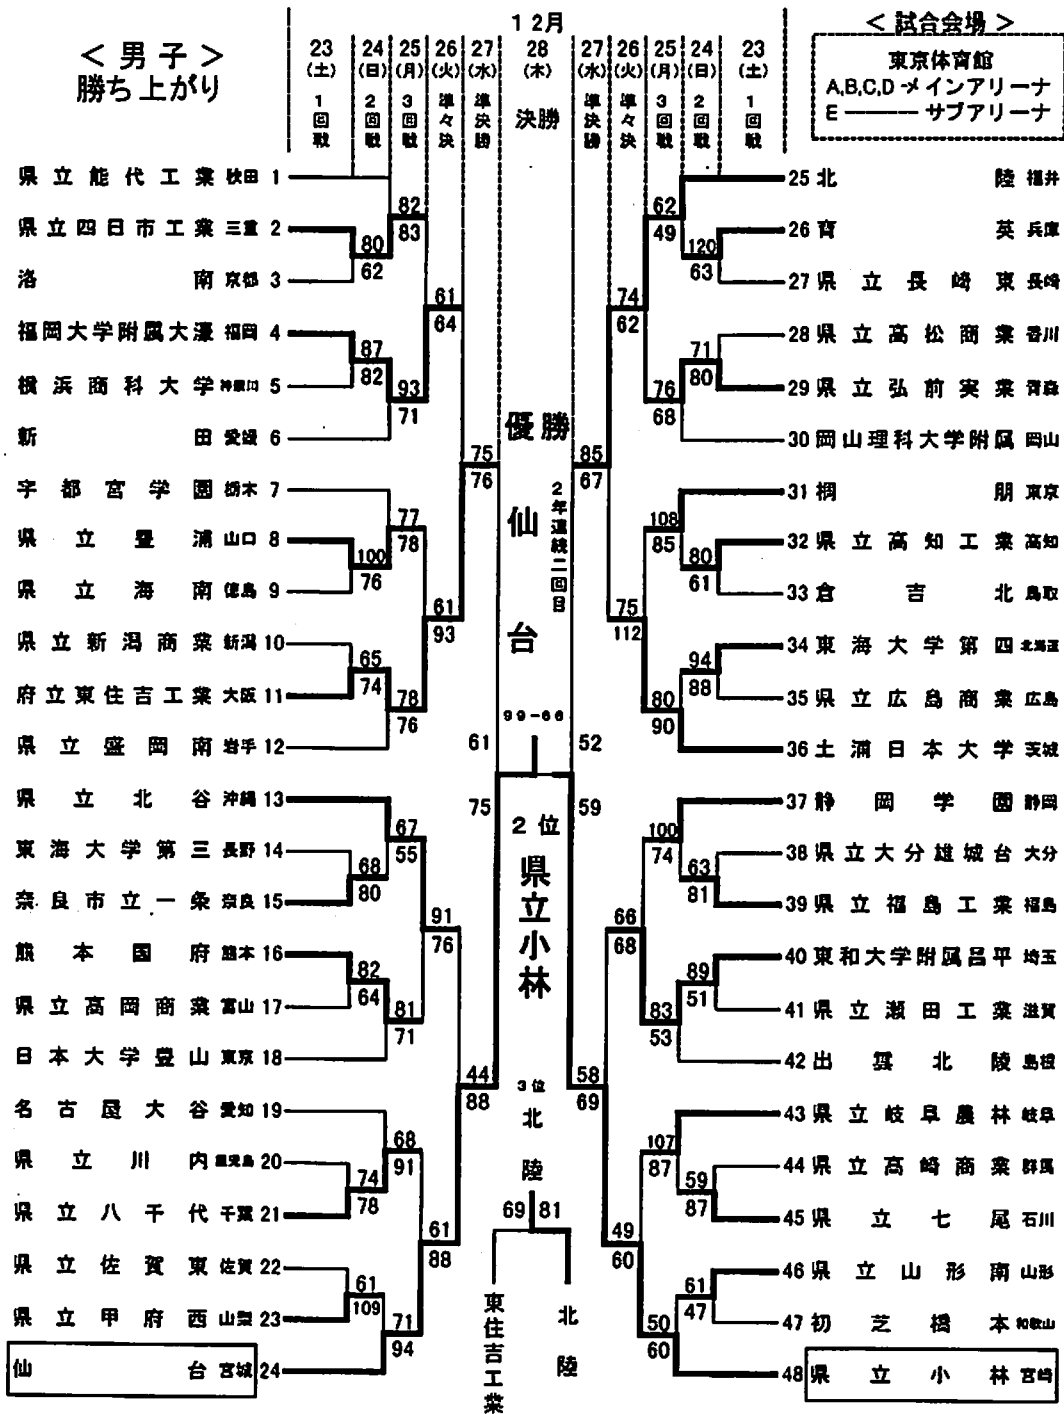 12月
＜ 男 子 ＞
勝ち上がり
23 24 25 26 27 28 27 26 25 24 23
(土) (日) (月) (火) (水) (木) (水) (火) (月) (日) (土)
1回戦 2回戦 3回戦 準々決 準決勝 決勝 準決勝 準々決 3回戦 2回戦 1回戦
＜ 試合会場 ＞
東京体育館
A,B,C,D -メインアリーナ
E ——— サブアリーナ
県立能代工業 秋田 1
82
県立四日市工業 三重 2
83
80
62
洛南 京都 3
61
64
福岡大学附属大濠 福岡 4
87
82
横浜商科大学 神奈川 5
93
71
新田 愛媛 6
75
76
宇都宮学園 栃木 7
77
78
県立豊浦 山口 8
100
76
県立海南 徳島 9
61
93
県立新潟商業 新潟 10
65
74
府立東住吉工業 大阪 11
78
76
県立盛岡南 岩手 12
61
75
県立北谷 沖縄 13
67
55
東海大学第三 長野 14
68
80
奈良市立一条 奈良 15
91
76
熊本国府 熊本 16
82
64
県立高岡商業 富山 17
81
71
日本大学豊山 東京 18
44
88
名古屋大谷 愛知 19
68
91
県立川内 鹿児島 20
74
78
県立八千代 千葉 21
61
88
県立佐賀東 佐賀 22
61
109
県立甲府西 山梨 23
71
94
仙台 宮城 24
優勝
仙台
2年連続二回目
99-66
2位
県立小林
3位
北陸
69 81
東住吉工業
北陸
25 北陸 福井
62
49
26 育英 兵庫
120
63
27 県立長崎東 長崎
74
62
28 県立高松商業 香川
71
80
29 県立弘前実業 青森
76
68
30 岡山理科大学附属 岡山
85
67
31 桐朋 東京
108
85
32 県立高知工業 高知
80
61
33 倉吉北 鳥取
75
112
34 東海大学第四 北海道
94
88
35 県立広島商業 広島
80
90
36 土浦日本大学 茨城
52
59
37 静岡学園 静岡
100
74
38 県立大分雄城台 大分
63
81
39 県立福島工業 福島
66
68
40 東和大学附属昌平 埼玉
89
51
41 県立瀬田工業 滋賀
83
53
42 出雲北陵 島根
58
69
43 県立岐阜農林 岐阜
107
87
44 県立高崎商業 群馬
59
87
45 県立七尾 石川
49
60
46 県立山形南 山形
61
47
47 初芝橋本 和歌山
50
60
48 県立小林 宮崎